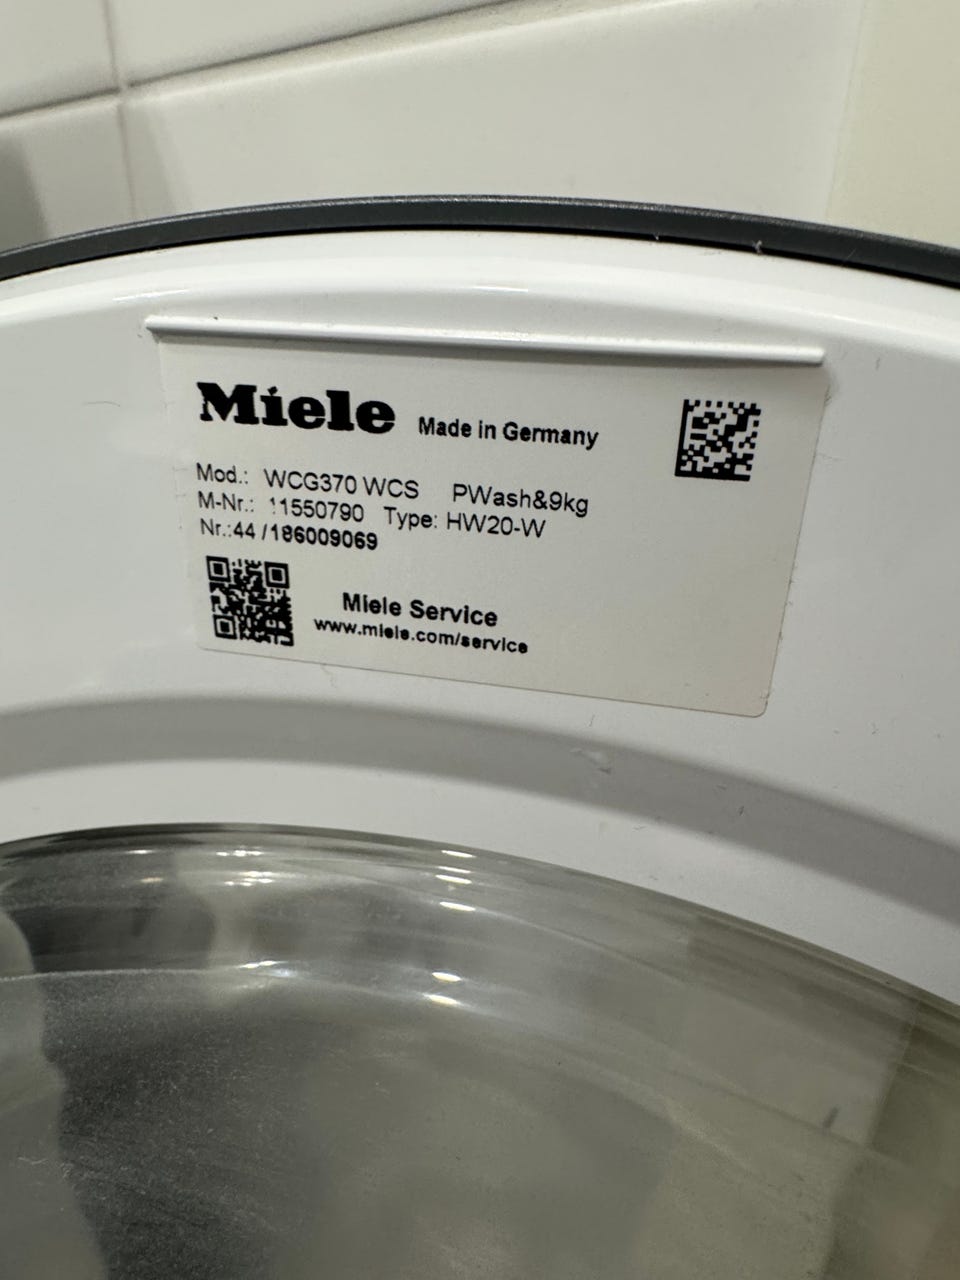 Miele Made in Germany
Mod.: WCG370 WCS PWash&9kg
M-Nr.: 11550790 Type: HW20-W
Nr.:44 /186009069
Miele Service
www.miele.com/service